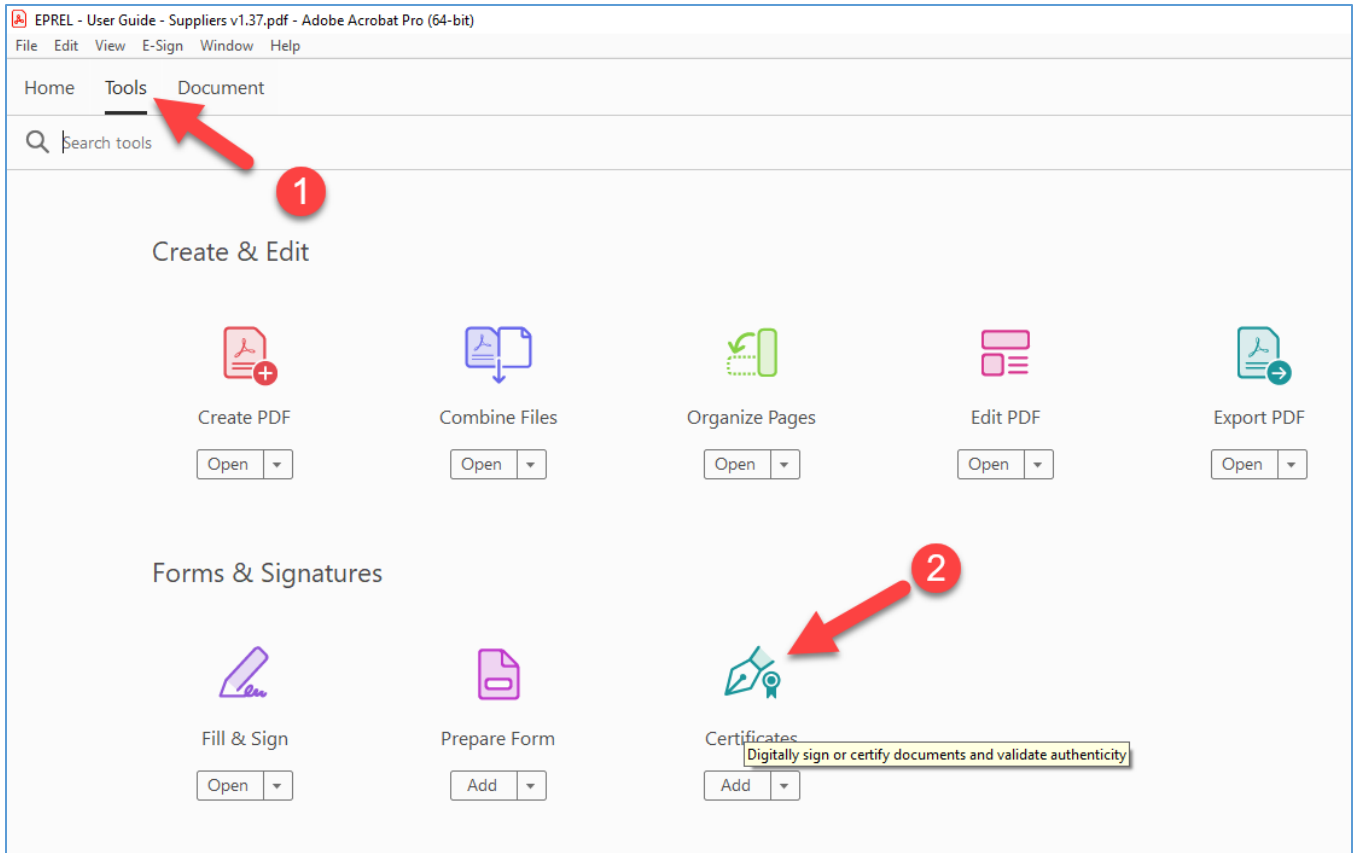 EPREL - User Guide - Suppliers v1.37.pdf - Adobe Acrobat Pro (64-bit)
File Edit View E-Sign Window Help
Home Tools Document
Search tools
1
Create & Edit
Create PDF Combine Files Organize Pages Edit PDF Export PDF
Open Open Open Open Open
Forms & Signatures
2
Fill & Sign Prepare Form Certificates
Digitally sign or certify documents and validate authenticity
Open Add Add